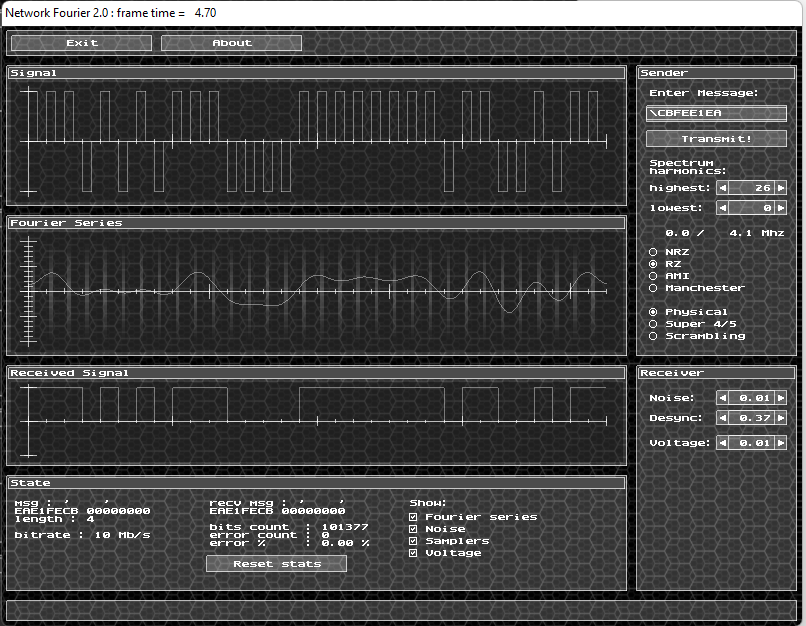 Network Fourier 2.0 : frame time = 4.70
Exit About
Signal
Sender
Enter Message:
\CBFEE1EA
Transmit!
Spectrum
harmonics:
highest: 26
lowest: 0
0.0 / 4.1 Mhz
NRZ
RZ
AMI
Manchester
Physical
Super 4/5
Scrambling
Fourier Series
Received Signal
Receiver
Noise: 0.01
Desync: 0.37
Voltage: 0.01
State
msg : ' '
EAE1FECB 00000000
length : 4
bitrate : 10 Mb/s
recv msg : ' '
EAE1FECB 00000000
bits count : 101377
error count : 0
error % : 0.00 %
Reset stats
Show:
Fourier series
Noise
Samplers
Voltage